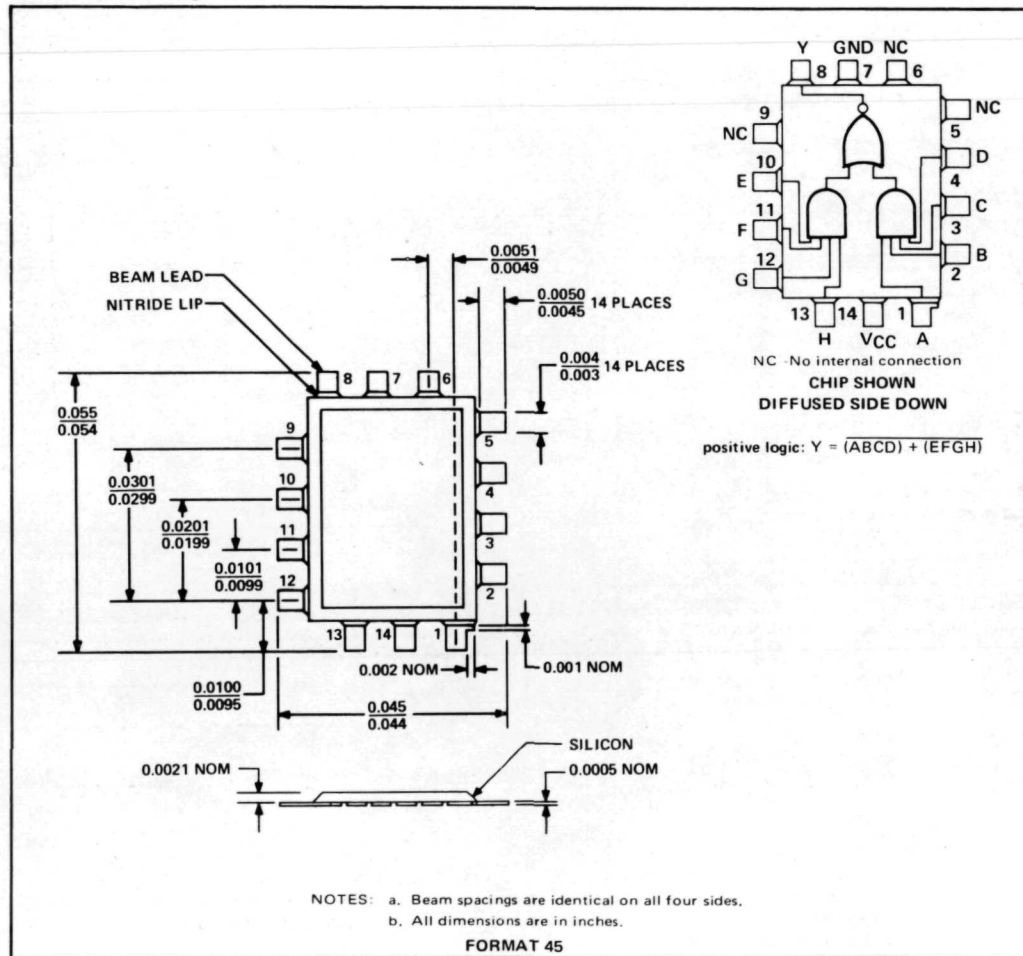 Y GND NC
8 7 6
9
NC
NC
5
10
E
D
4
11
F
C
3
12
G
B
2
13 14 1
H VCC A
NC -No internal connection
CHIP SHOWN
DIFFUSED SIDE DOWN
positive logic: Y = (ABCD) + (EFGH)
0.0051
0.0049
BEAM LEAD
NITRIDE LIP
0.0050
0.0045 14 PLACES
0.004
0.003 14 PLACES
8 7 6
0.055
0.054
9
5
0.0301
0.0299
10
4
0.0201
0.0199
11
3
0.0101
0.0099
12
2
13 14 1
0.002 NOM
0.001 NOM
0.0100
0.0095
0.045
0.044
SILICON
0.0021 NOM
0.0005 NOM
NOTES: a. Beam spacings are identical on all four sides.
b. All dimensions are in inches.
FORMAT 45